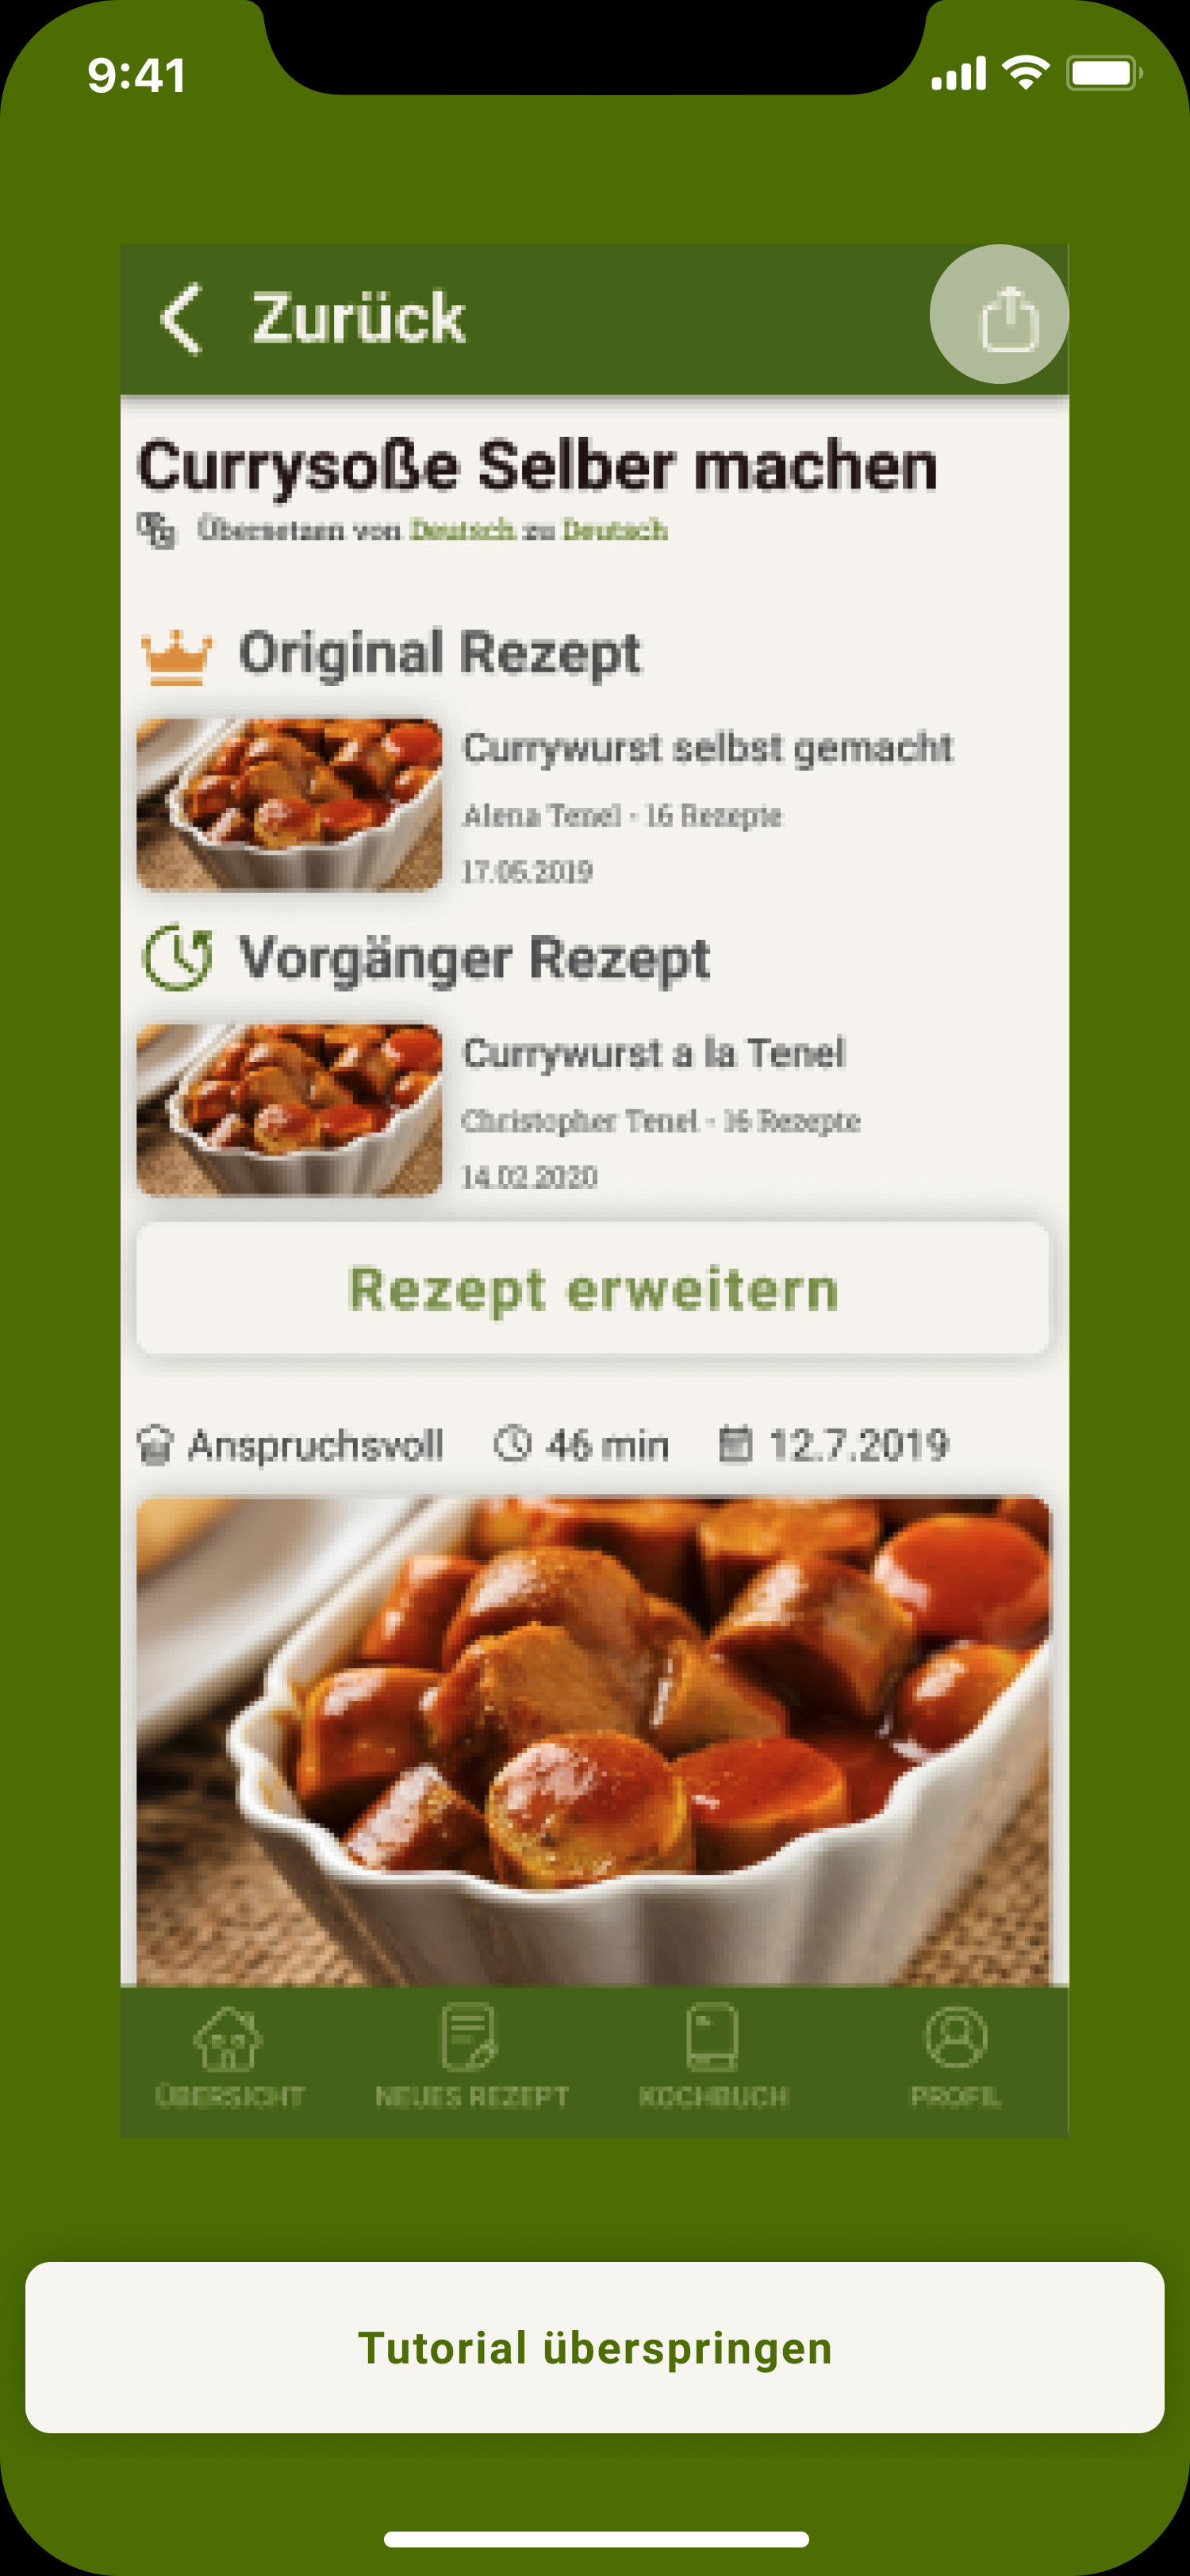 9:41
Zurück
Currysoße Selber machen
Übersetzen von Deutsch zu Deutsch
Original Rezept
Currywurst selbst gemacht
Alena Tenel - 16 Rezepte
17.05.2019
Vorgänger Rezept
Currywurst a la Tenel
Christopher Tenel - 16 Rezepte
14.02.2020
Rezept erweitern
Anspruchsvoll 46 min 12.7.2019
ÜBERSICHT NEUES REZEPT KOCHBUCH PROFIL
Tutorial überspringen